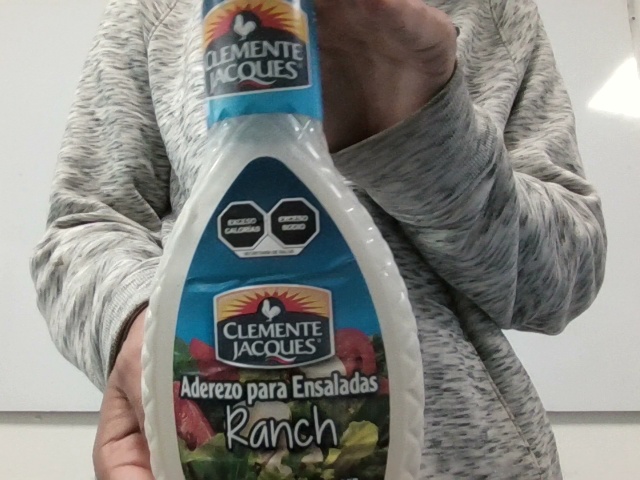 CLEMENTE
JACQUES
EXCESO
CALORÍAS
EXCESO
SODIO
CLEMENTE
JACQUES
Aderezo para Ensaladas
Ranch